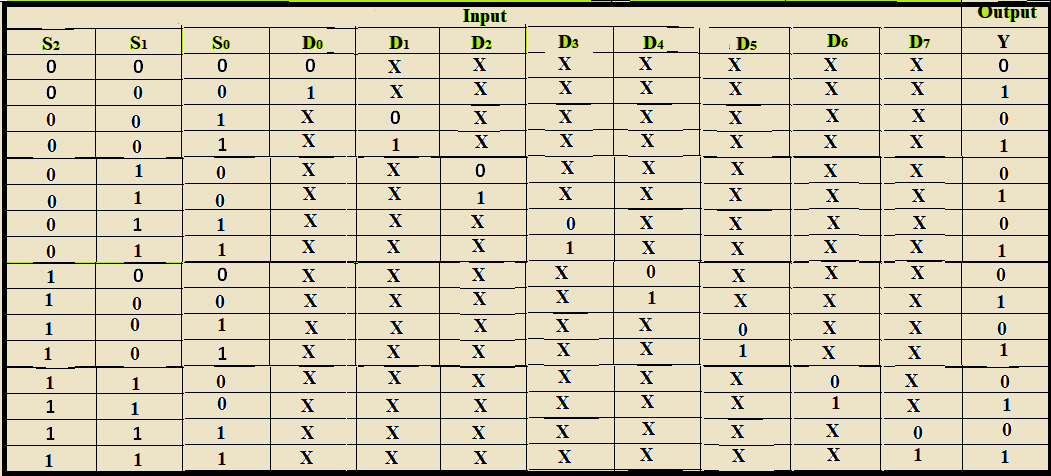 Input Output
S2 S1 S0 D0 D1 D2 D3 D4 D5 D6 D7 Y
0 0 0 0 X X X X X X X 0
0 0 0 1 X X X X X X X 1
0 0 1 X 0 X X X X X X 0
0 0 1 X 1 X X X X X X 1
0 1 0 X X 0 X X X X X 0
0 1 0 X X 1 X X X X X 1
0 1 1 X X X 0 X X X X 0
0 1 1 X X X 1 X X X X 1
1 0 0 X X X X 0 X X X 0
1 0 0 X X X X 1 X X X 1
1 0 1 X X X X X 0 X X 0
1 0 1 X X X X X 1 X X 1
1 1 0 X X X X X X 0 X 0
1 1 0 X X X X X X 1 X 1
1 1 1 X X X X X X X 0 0
1 1 1 X X X X X X X 1 1